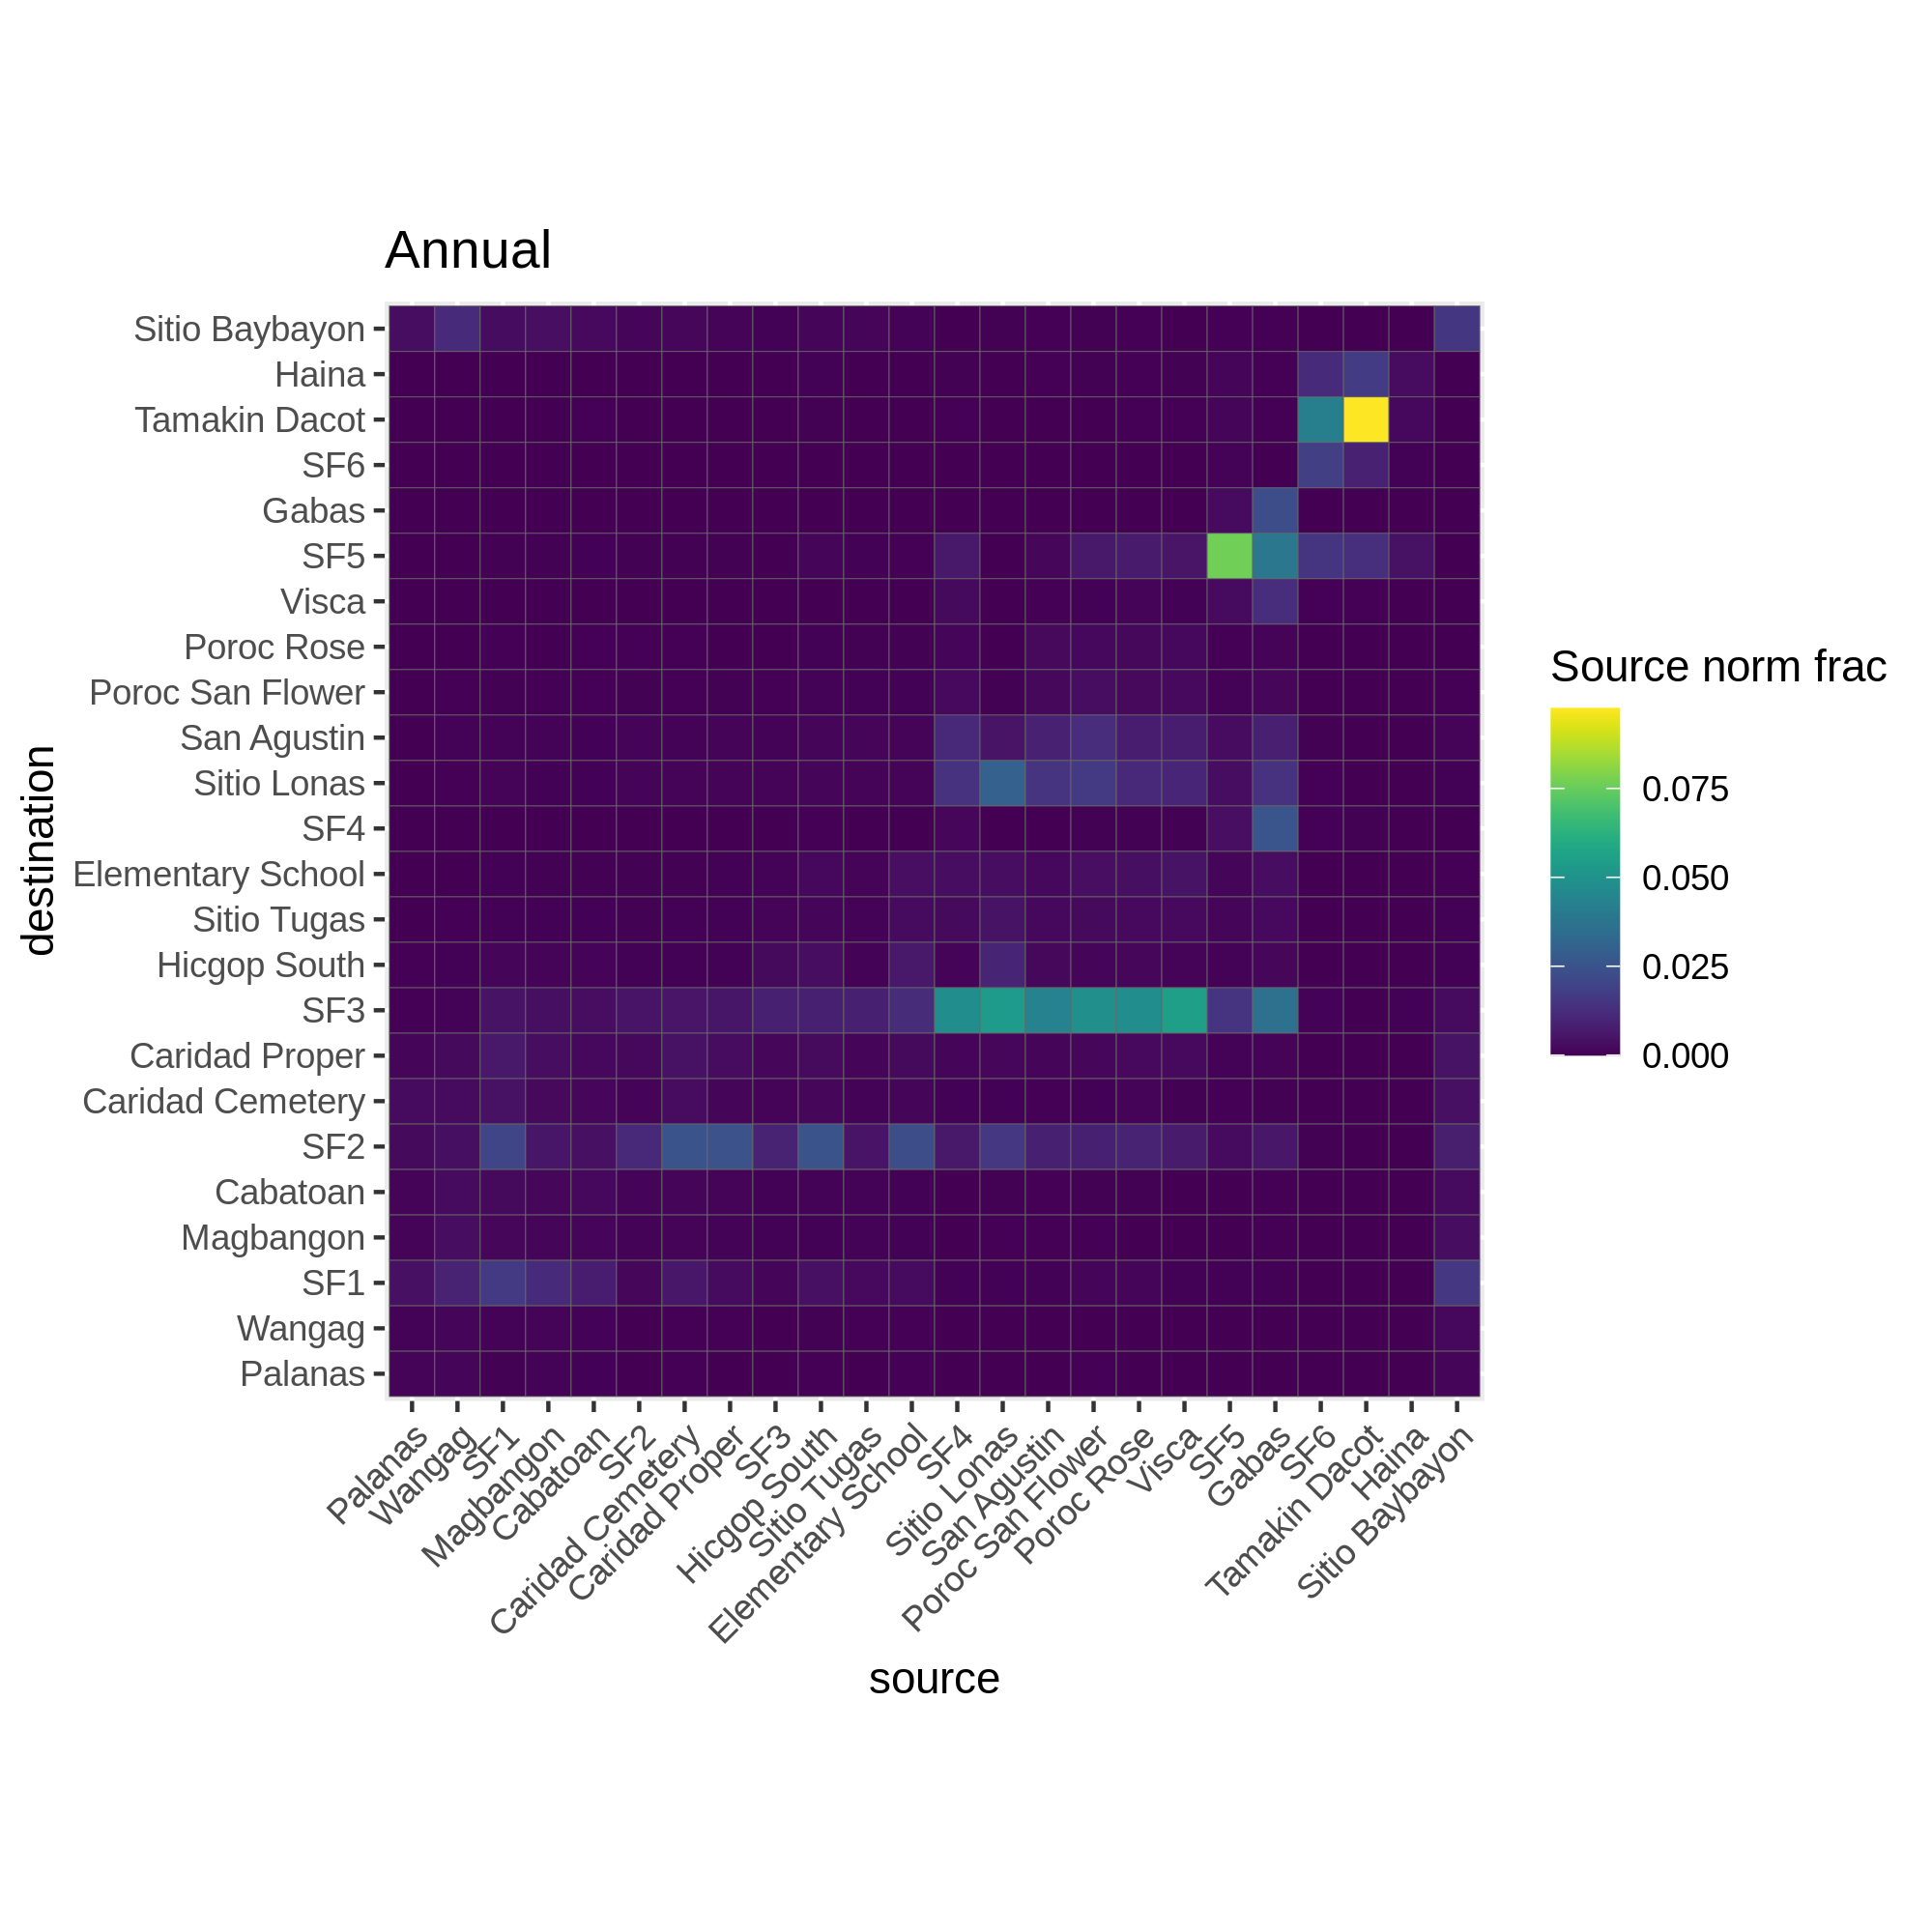 Annual
Sitio Baybayon
Haina
Tamakin Dacot
SF6
Gabas
SF5
Visca
Poroc Rose
Poroc San Flower
San Agustin
Sitio Lonas
SF4
Elementary School
Sitio Tugas
Hicgop South
SF3
Caridad Proper
Caridad Cemetery
SF2
Cabatoan
Magbangon
SF1
Wangag
Palanas
destination
Palanas
Wangag
SF1
Magbangon
Cabatoan
SF2
Caridad Cemetery
Caridad Proper
SF3
Hicgop South
Sitio Tugas
Elementary School
SF4
Sitio Lonas
San Agustin
Poroc San Flower
Poroc Rose
Visca
SF5
Gabas
SF6
Tamakin Dacot
Haina
Sitio Baybayon
source
Source norm frac
0.075
0.050
0.025
0.000